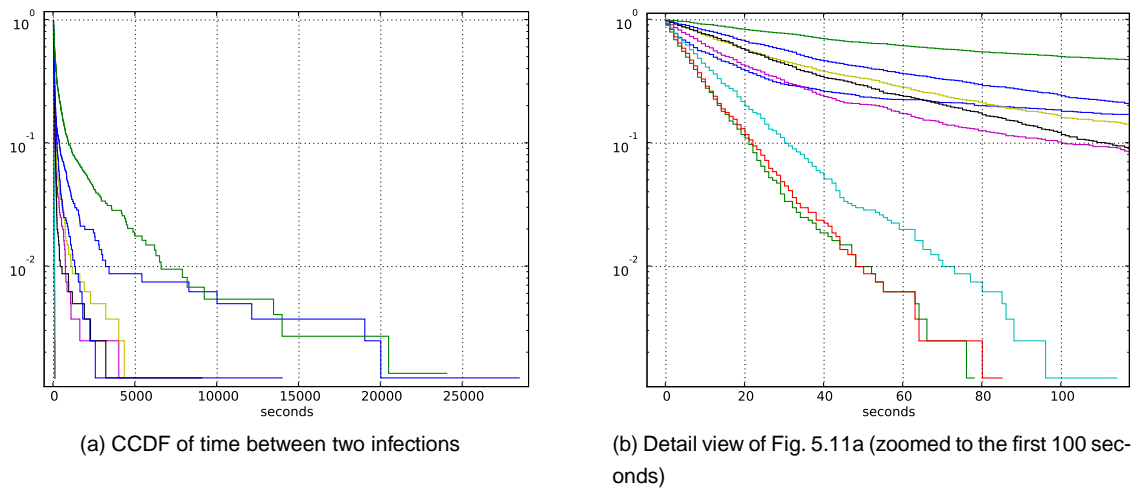 10^0
10^-1
10^-2
0 5000 10000 15000 20000 25000
seconds
(a) CCDF of time between two infections
10^0
10^-1
10^-2
0 20 40 60 80 100
seconds
(b) Detail view of Fig. 5.11a (zoomed to the first 100 sec-
onds)